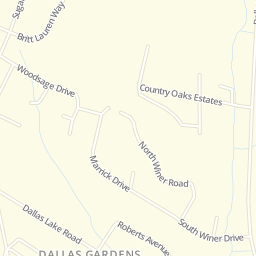 Britt Lauren Way
Woodsage Drive
Country Oaks Estates
North Winer Road
Marrick Drive
Dallas Lake Road
Roberts Avenue
South Winer Drive
DALLAS GARDENS